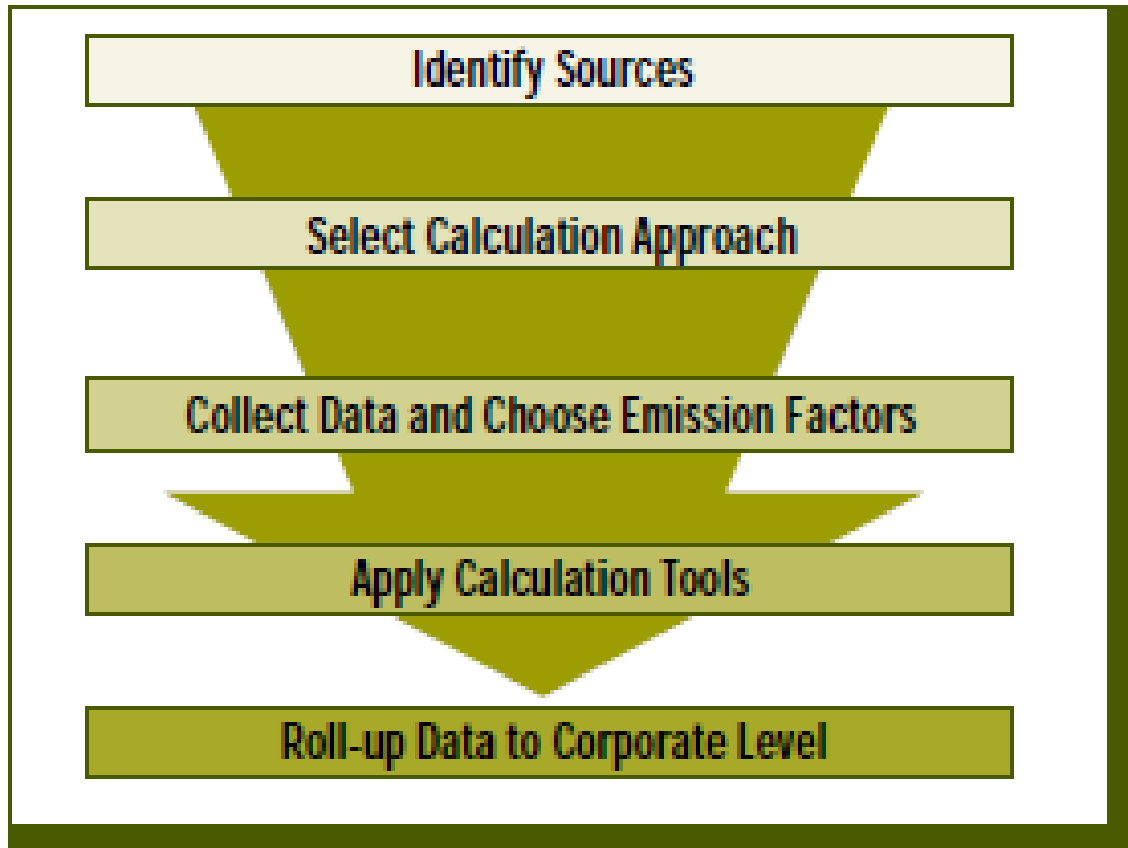 Identify Sources
Select Calculation Approach
Collect Data and Choose Emission Factors
Apply Calculation Tools
Roll-up Data to Corporate Level